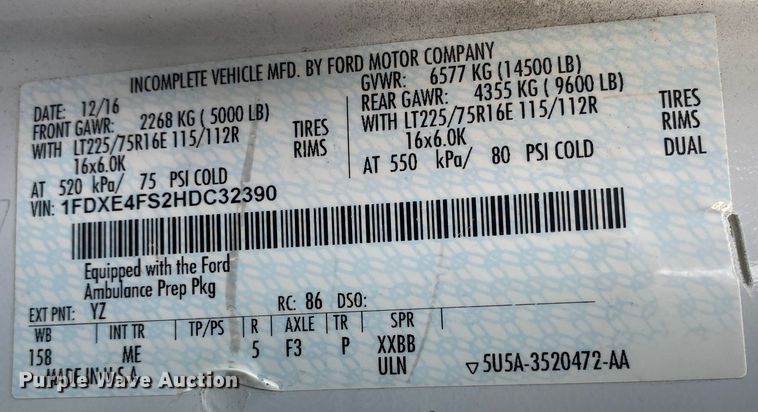 INCOMPLETE VEHICLE MFD. BY FORD MOTOR COMPANY
DATE: 12/16
GVWR: 6577 KG (14500 LB)
FRONT GAWR: 2268 KG ( 5000 LB)
REAR GAWR: 4355 KG ( 9600 LB)
WITH LT225/75R16E 115/112R TIRES
WITH LT225/75R16E 115/112R TIRES
16x6.0K RIMS
16x6.0K RIMS
AT 520 kPa/ 75 PSI COLD
AT 550 kPa/ 80 PSI COLD DUAL
VIN: 1FDXE4FS2HDC32390
Equipped with the Ford
Ambulance Prep Pkg
EXT PNT: YZ RC: 86 DSO:
WB INT TR TP/PS R AXLE TR SPR
158 ME 5 F3 P XXBB
MADE IN U.S.A. ULN ▽5U5A-3520472-AA
Purple Wave Auction